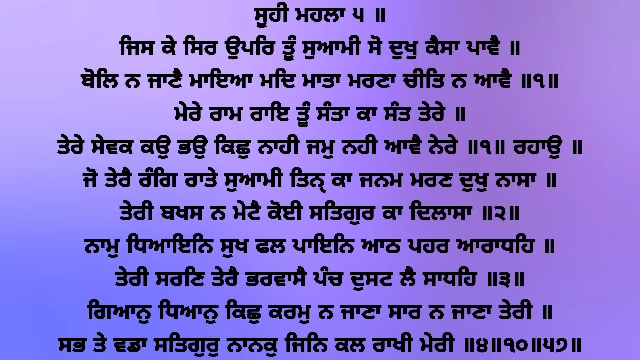 ਸੂਹੀ ਮਹਲਾ ੫ ॥
ਜਿਸ ਕੇ ਸਿਰ ਉਪਰਿ ਤੂੰ ਸੁਆਮੀ ਸੋ ਦੁਖੁ ਕੈਸਾ ਪਾਵੈ ॥
ਬੋਲਿ ਨ ਜਾਣੈ ਮਾਇਆ ਮਦਿ ਮਾਤਾ ਮਰਣਾ ਚੀਤਿ ਨ ਆਵੈ ॥੧॥
ਮੇਰੇ ਰਾਮ ਰਾਇ ਤੂੰ ਸੰਤਾ ਕਾ ਸੰਤ ਤੇਰੇ ॥
ਤੇਰੇ ਸੇਵਕ ਕਉ ਭਉ ਕਿਛੁ ਨਾਹੀ ਜਮੁ ਨਹੀ ਆਵੈ ਨੇਰੇ ॥੧॥ ਰਹਾਉ ॥
ਜੋ ਤੇਰੈ ਰੰਗਿ ਰਾਤੇ ਸੁਆਮੀ ਤਿਨ੍ ਕਾ ਜਨਮ ਮਰਣ ਦੁਖੁ ਨਾਸਾ ॥
ਤੇਰੀ ਬਖਸ ਨ ਮੇਟੈ ਕੋਈ ਸਤਿਗੁਰ ਕਾ ਦਿਲਾਸਾ ॥੨॥
ਨਾਮੁ ਧਿਆਇਨਿ ਸੁਖ ਫਲ ਪਾਇਨਿ ਆਠ ਪਹਰ ਆਰਾਧਹਿ ॥
ਤੇਰੀ ਸਰਣਿ ਤੇਰੈ ਭਰਵਾਸੈ ਪੰਚ ਦੁਸਟ ਲੈ ਸਾਧਹਿ ॥੩॥
ਗਿਆਨੁ ਧਿਆਨੁ ਕਿਛੁ ਕਰਮੁ ਨ ਜਾਣਾ ਸਾਰ ਨ ਜਾਣਾ ਤੇਰੀ ॥
ਸਭ ਤੇ ਵਡਾ ਸਤਿਗੁਰੁ ਨਾਨਕੁ ਜਿਨਿ ਕਲ ਰਾਖੀ ਮੇਰੀ ॥੪॥੧੦॥੫੭॥